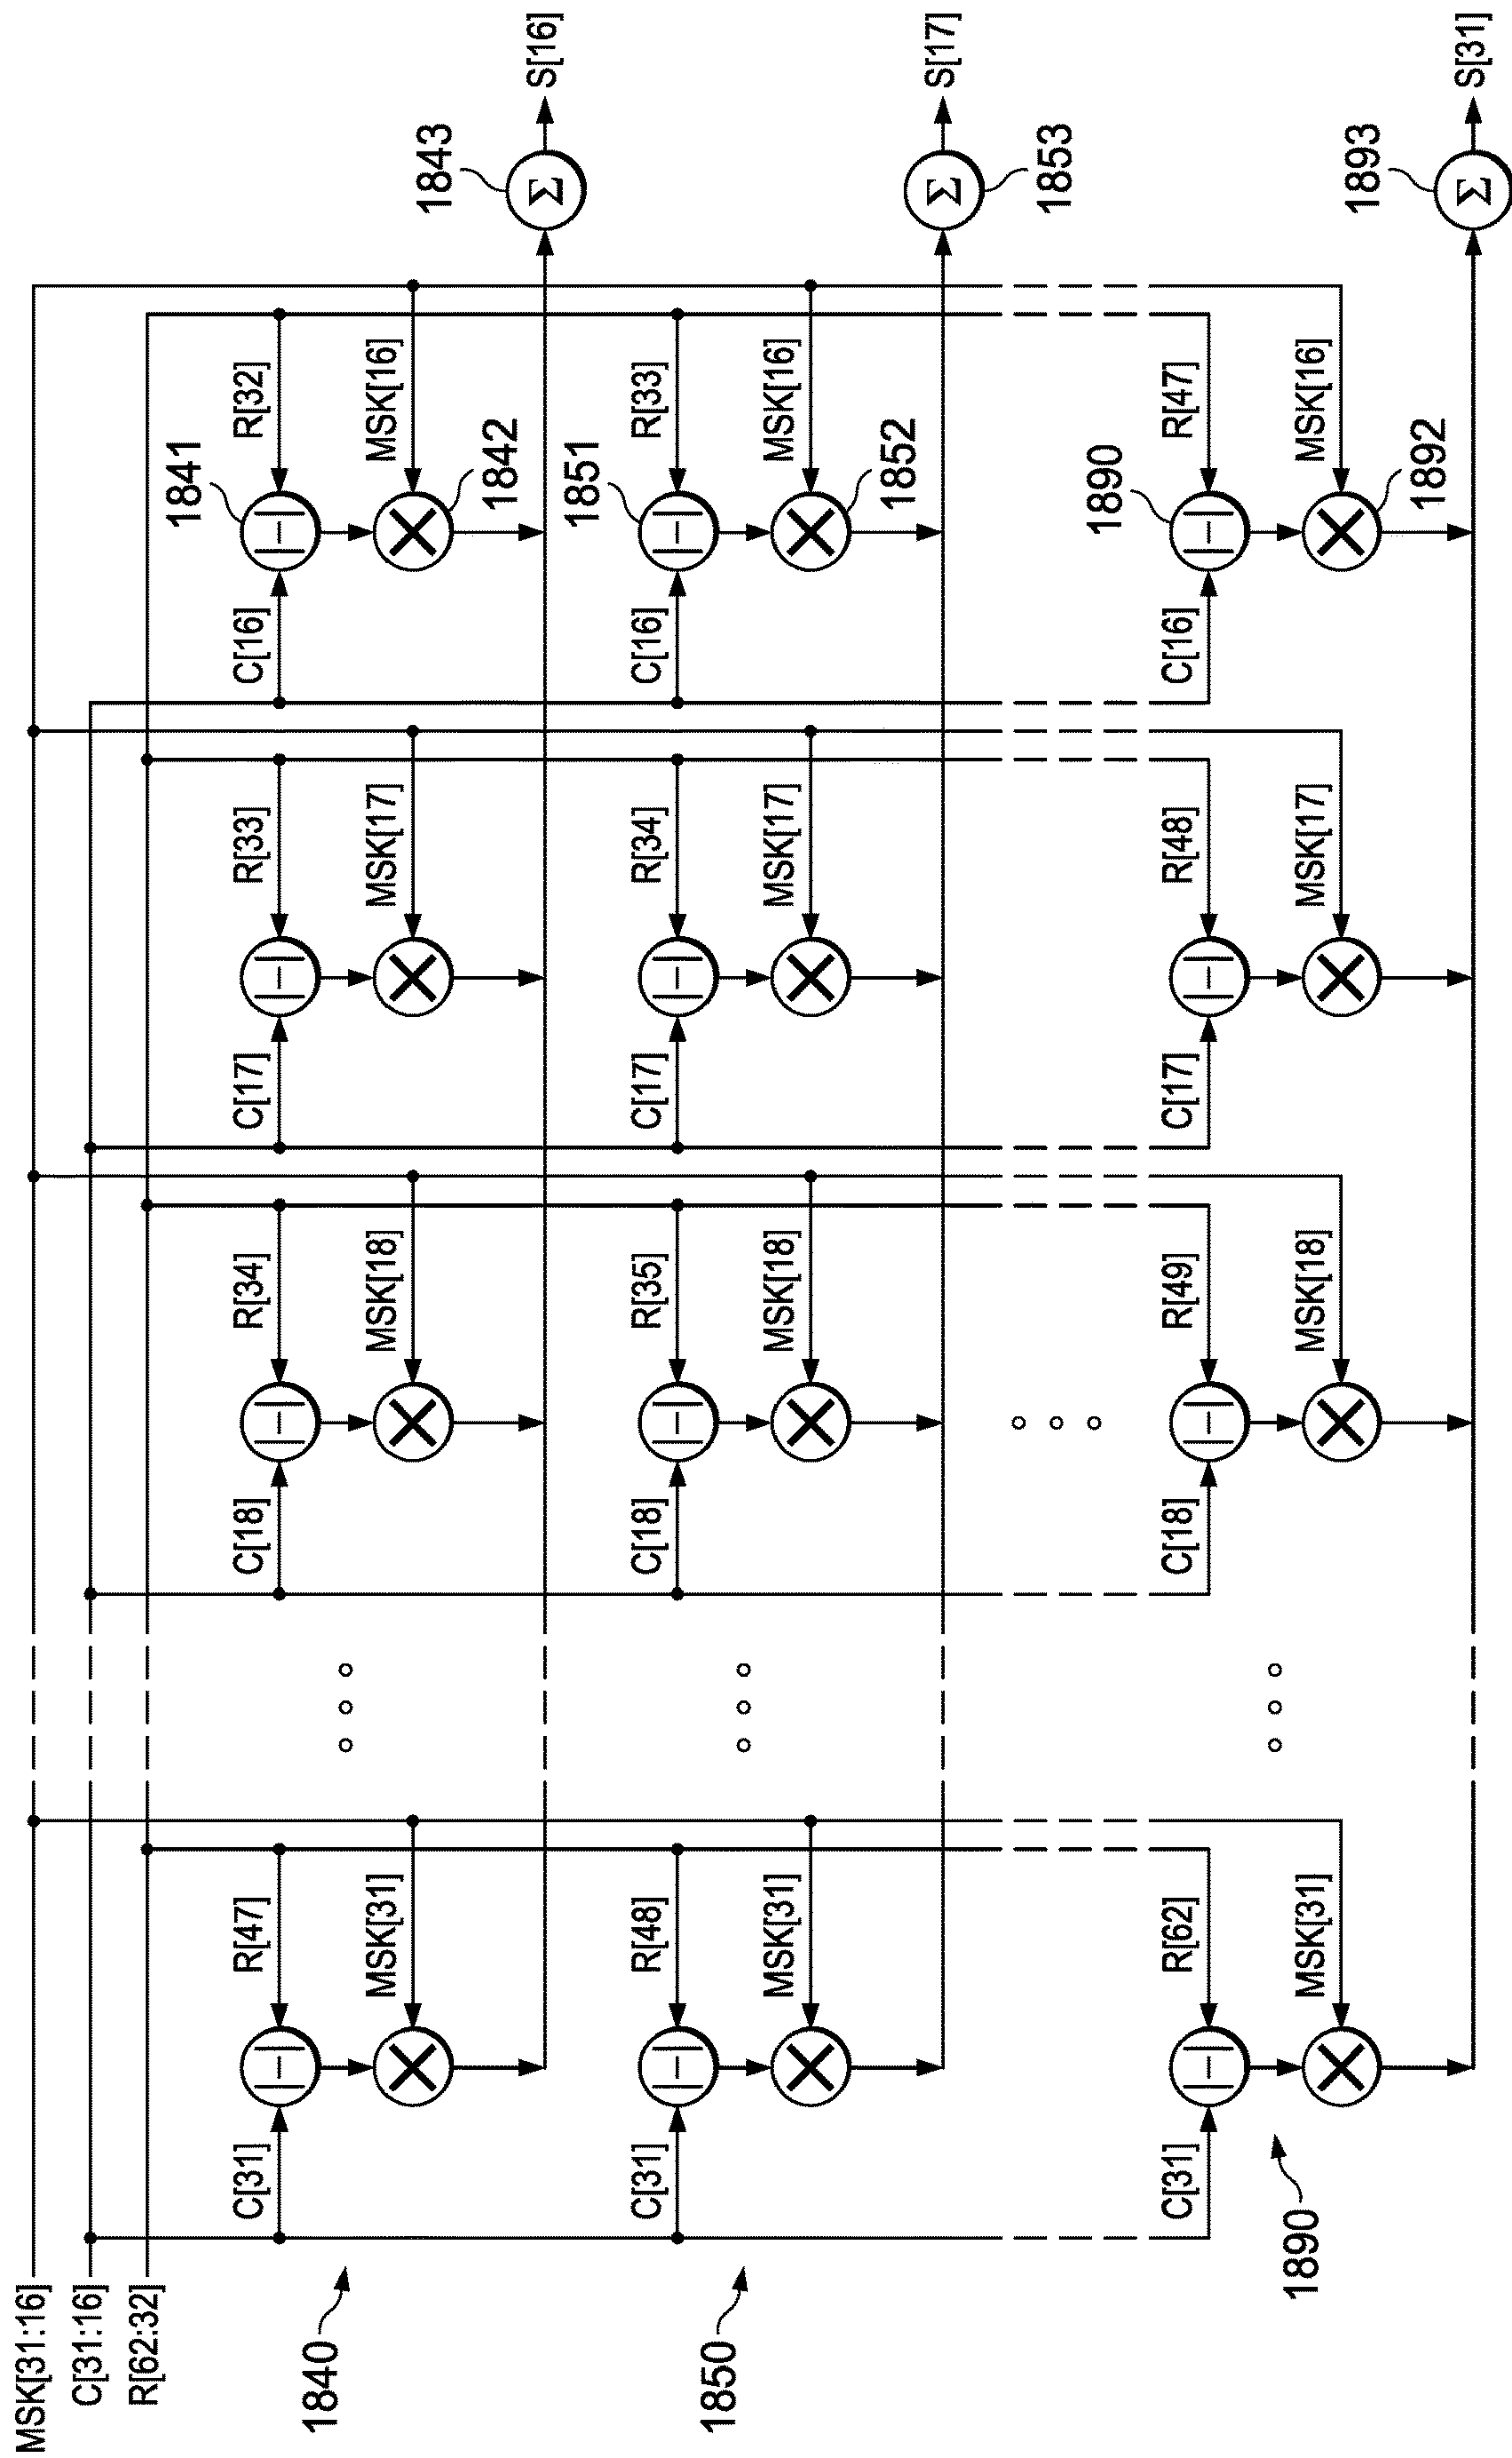 MSK[31:16]
C[31:16]
R[62:32]
1841
C[31] R[47] C[18] R[34] C[17] R[33] C[16] R[32]
1840
MSK[31] MSK[18] MSK[17] MSK[16]
1843
1842
Σ S[16]
1851
C[31] R[48] C[18] R[35] C[17] R[34] C[16] R[33]
1850
MSK[31] MSK[18] MSK[17] MSK[16]
1852
Σ S[17]
1853
1890
C[31] R[62] C[18] R[49] C[17] R[48] C[16] R[47]
1890
MSK[31] MSK[18] MSK[17] MSK[16]
1893
1892
Σ S[31]